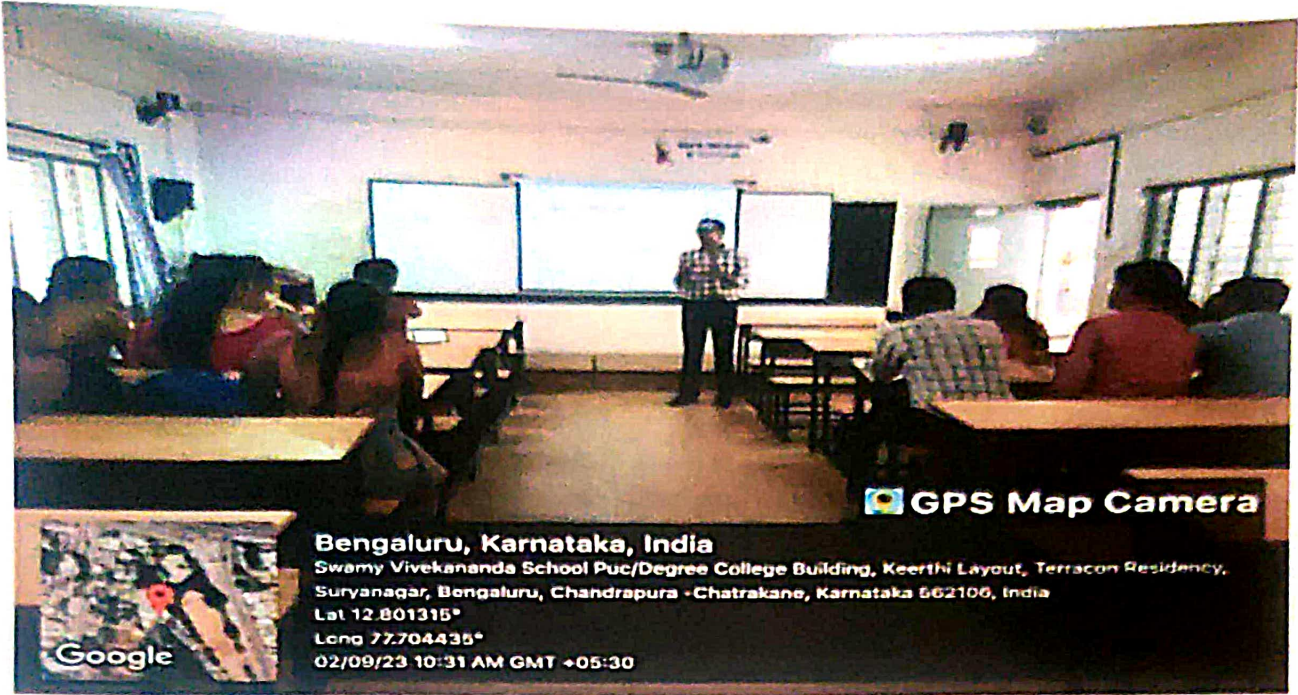 GPS Map Camera
Bengaluru, Karnataka, India
Swamy Vivekananda School Puc/Degree College Building, Keerthi Layout, Terracon Residency,
Suryanagar, Bengaluru, Chandrapura -Chatrakane, Karnataka 562106, India
Lat 12.801315°
Long 77.704435°
02/09/23 10:31 AM GMT +05:30
Google